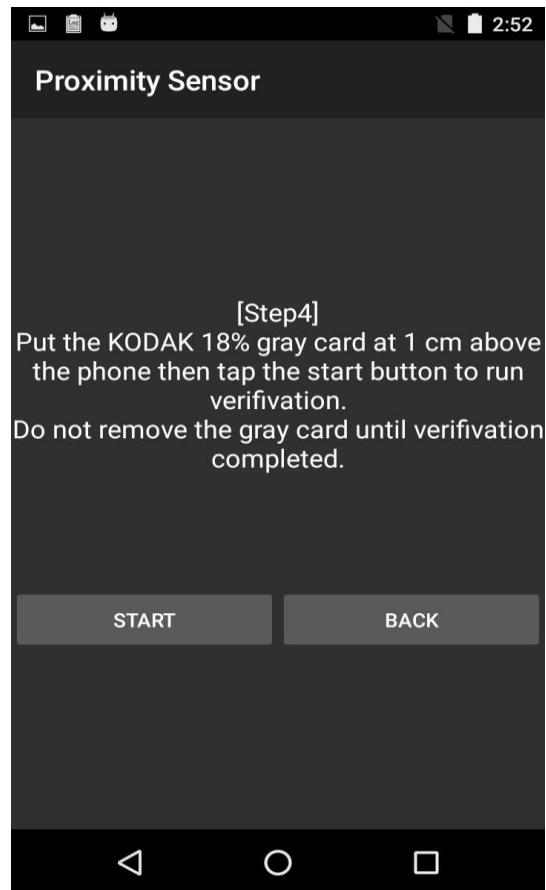 2:52
Proximity Sensor
[Step4]
Put the KODAK 18% gray card at 1 cm above
the phone then tap the start button to run
verifivation.
Do not remove the gray card until verifivation
completed.
START
BACK